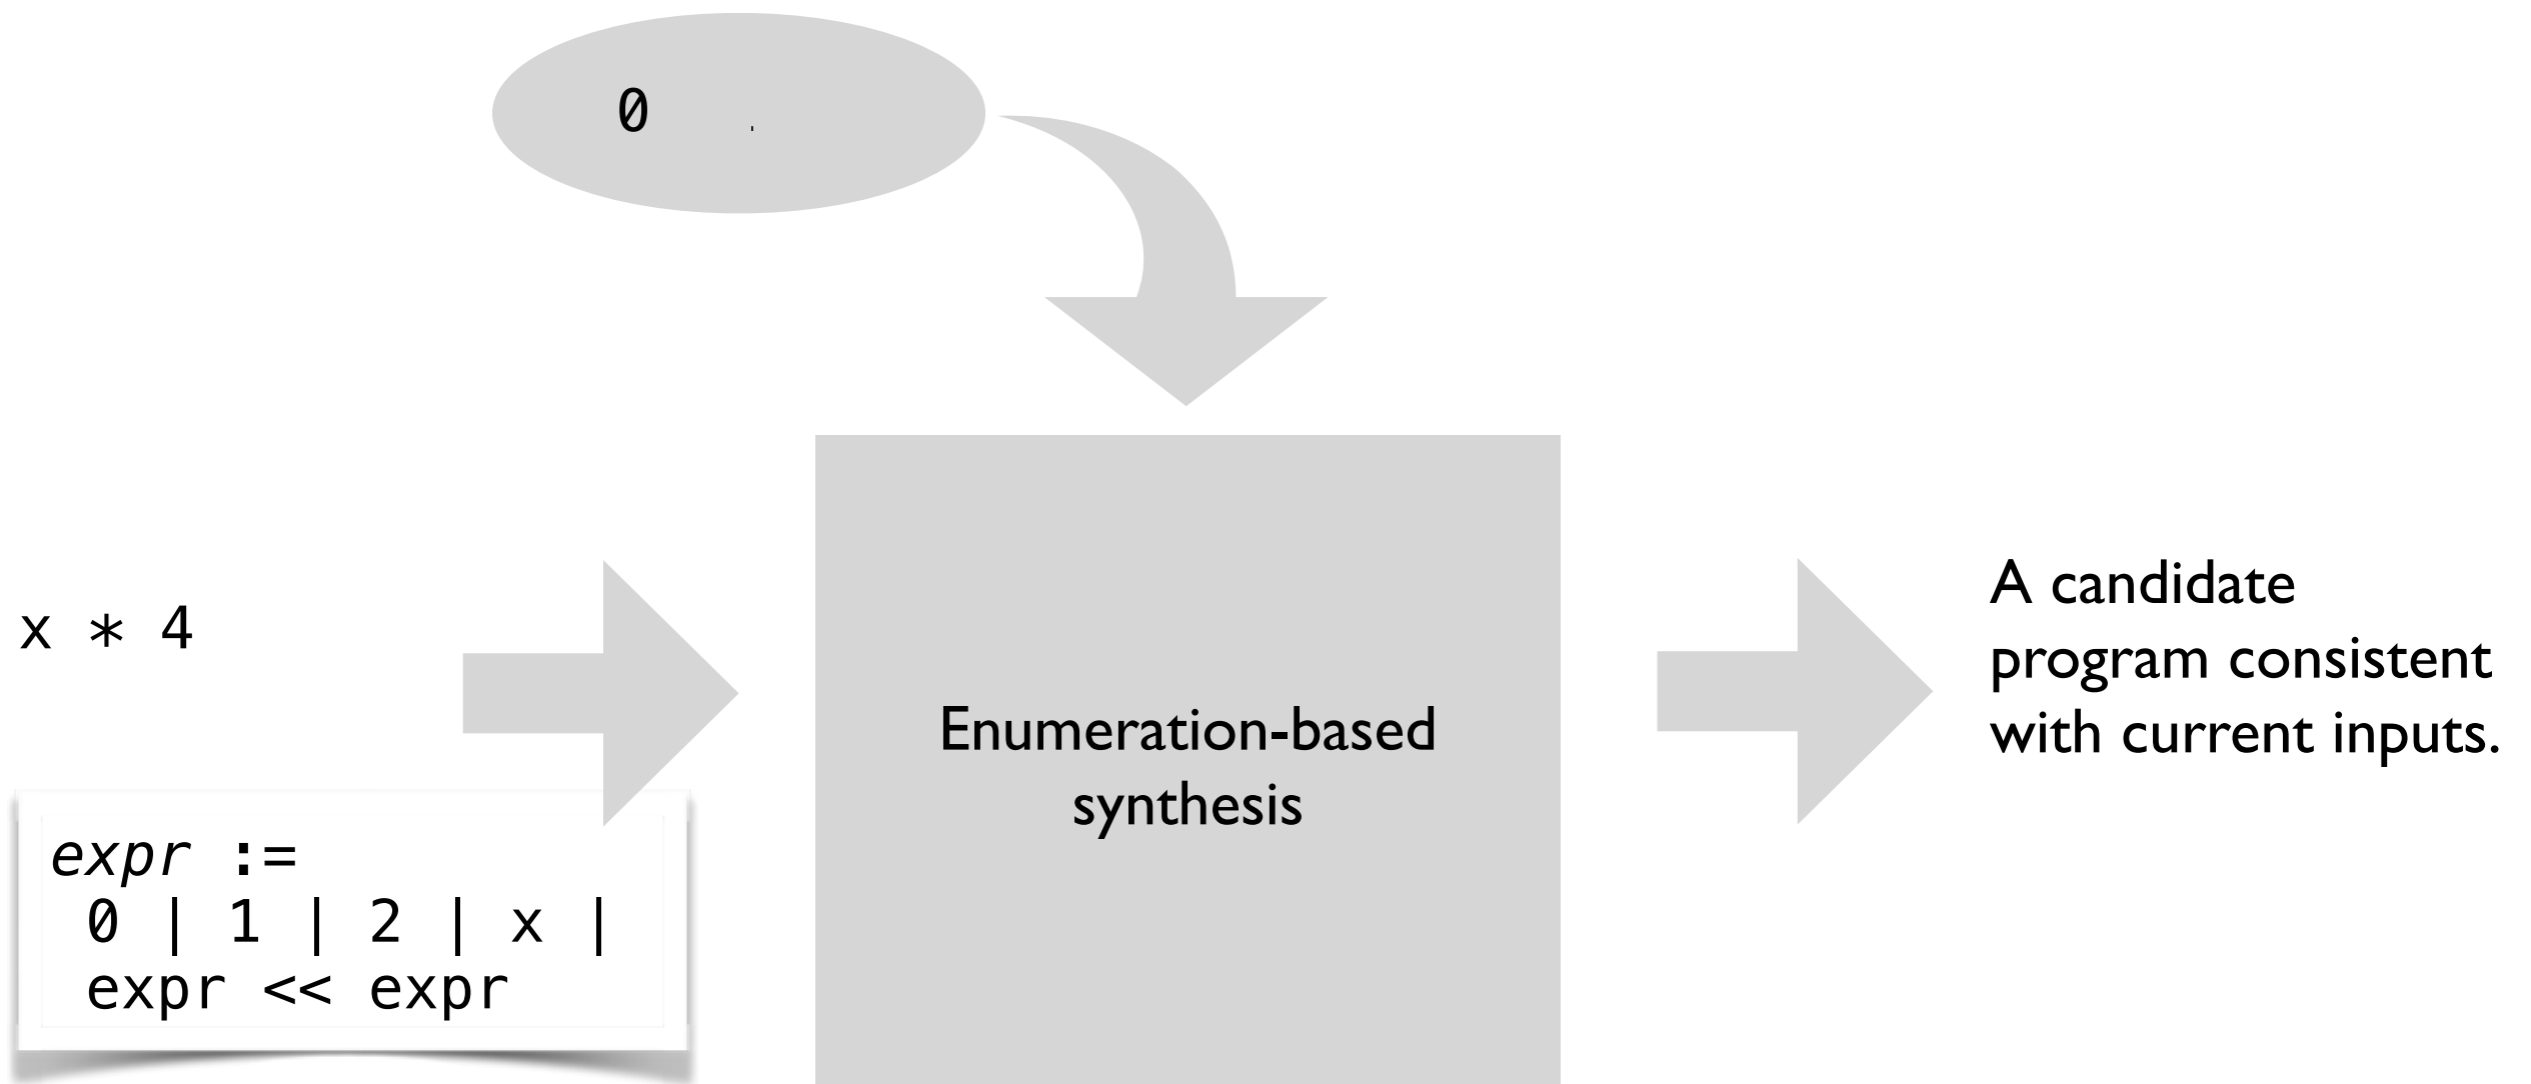 0
x * 4
expr :=
0 | 1 | 2 | x |
expr << expr
Enumeration-based
synthesis
A candidate
program consistent
with current inputs.